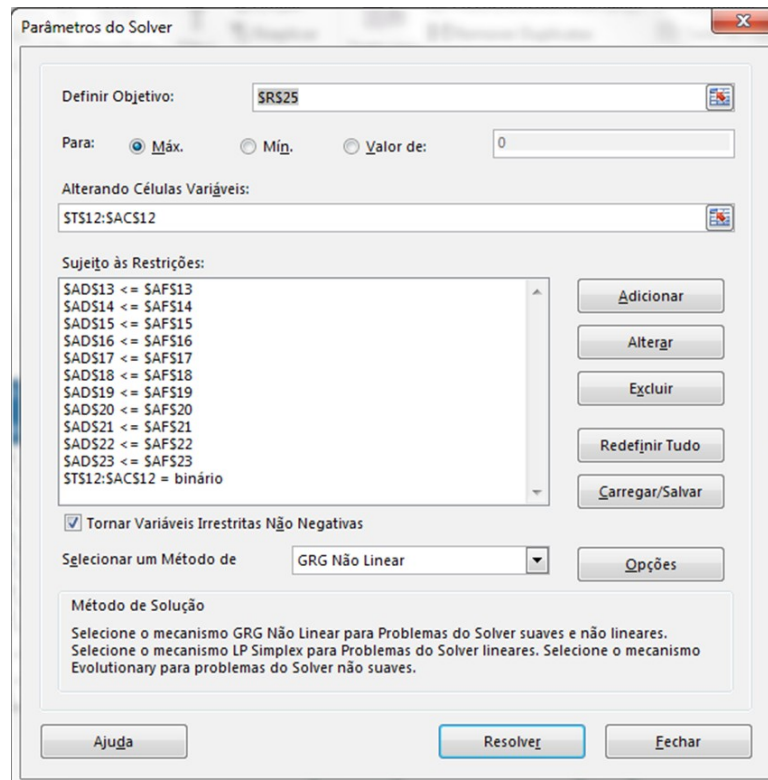 Parâmetros do Solver
Definir Objetivo: $R$25
Para: Máx. Mín. Valor de: 0
Alterando Células Variáveis:
$T$12:$AC$12
Sujeito às Restrições:
$AD$13 <= $AF$13
$AD$14 <= $AF$14
$AD$15 <= $AF$15
$AD$16 <= $AF$16
$AD$17 <= $AF$17
$AD$18 <= $AF$18
$AD$19 <= $AF$19
$AD$20 <= $AF$20
$AD$21 <= $AF$21
$AD$22 <= $AF$22
$AD$23 <= $AF$23
$T$12:$AC$12 = binário
Adicionar
Alterar
Excluir
Redefinir Tudo
Carregar/Salvar
Tornar Variáveis Irrestritas Não Negativas
Selecionar um Método de GRG Não Linear Opções
Método de Solução
Selecione o mecanismo GRG Não Linear para Problemas do Solver suaves e não lineares.
Selecione o mecanismo LP Simplex para Problemas do Solver lineares. Selecione o mecanismo
Evolutionary para problemas do Solver não suaves.
Ajuda Resolver Fechar